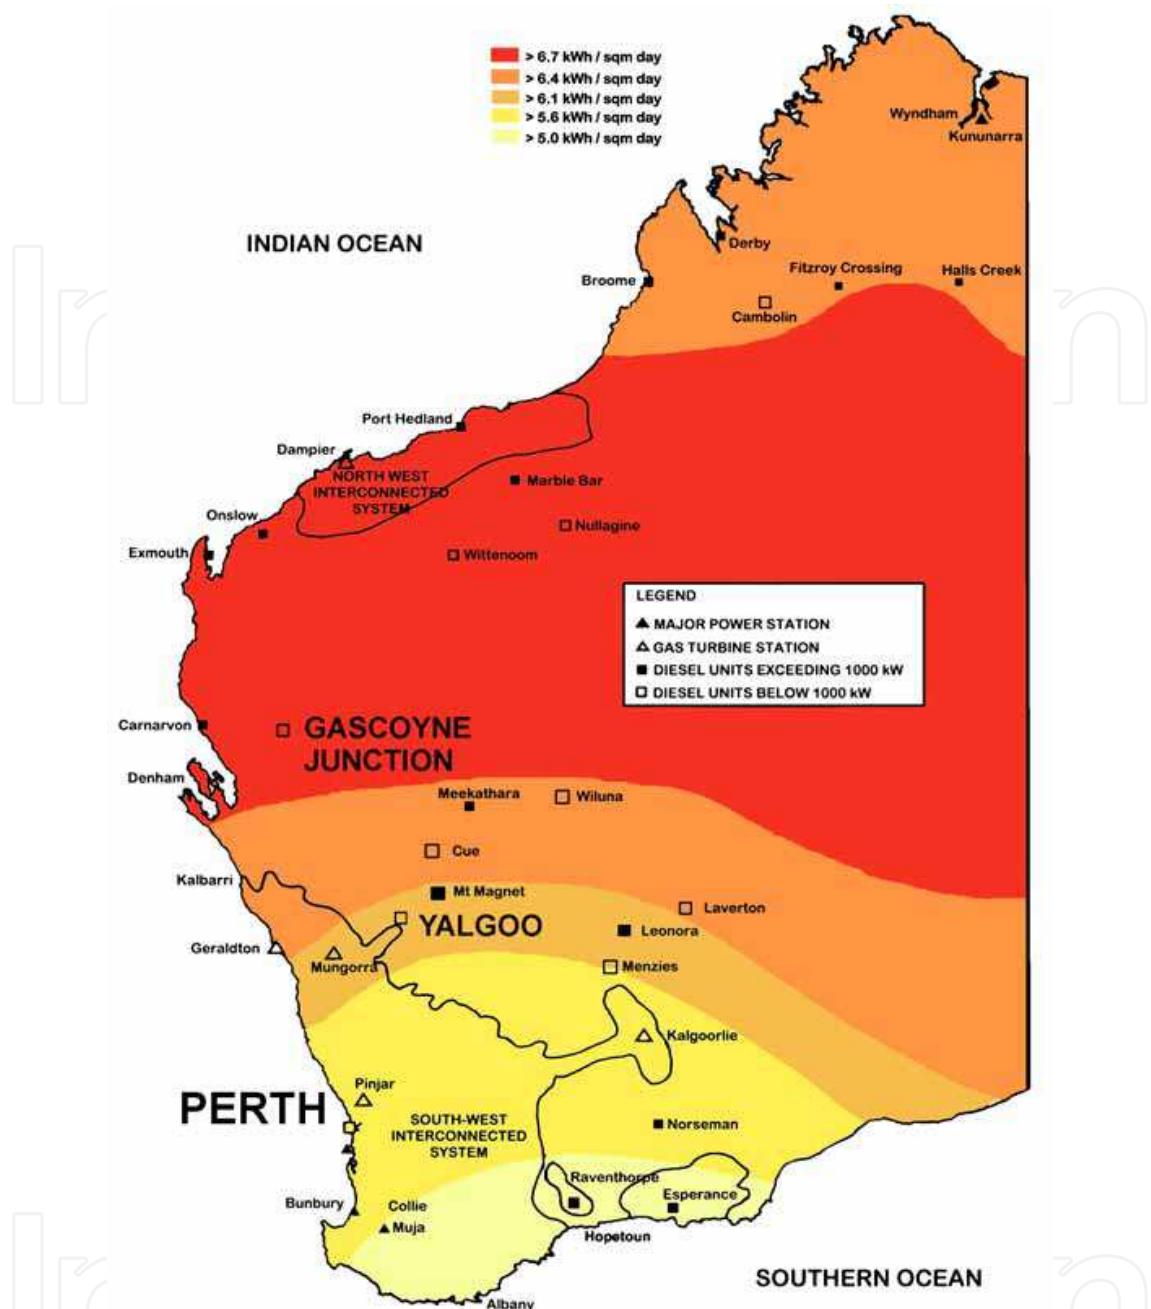 > 6.7 kWh / sqm day
> 6.4 kWh / sqm day
> 6.1 kWh / sqm day
> 5.6 kWh / sqm day
> 5.0 kWh / sqm day
Wyndham
Kununarra
INDIAN OCEAN
Derby
Broome
Fitzroy Crossing
Halls Creek
Cambolin
Port Hedland
Dampier
NORTH WEST
INTERCONNECTED
SYSTEM
Marble Bar
Onslow
Nullagine
Exmouth
Wittenoom
LEGEND
MAJOR POWER STATION
GAS TURBINE STATION
DIESEL UNITS EXCEEDING 1000 kW
DIESEL UNITS BELOW 1000 kW
Carnarvon
GASCOYNE
JUNCTION
Denham
Meekathara
Wiluna
Cue
Kalbarri
Mt Magnet
Laverton
YALGOO
Leonora
Geraldton
Mungorra
Menzies
Kalgoorlie
Pinjar
PERTH
SOUTH-WEST
INTERCONNECTED
SYSTEM
Norseman
Raventhorpe
Esperance
Bunbury
Collie
Muja
Hopetoun
SOUTHERN OCEAN
Albany